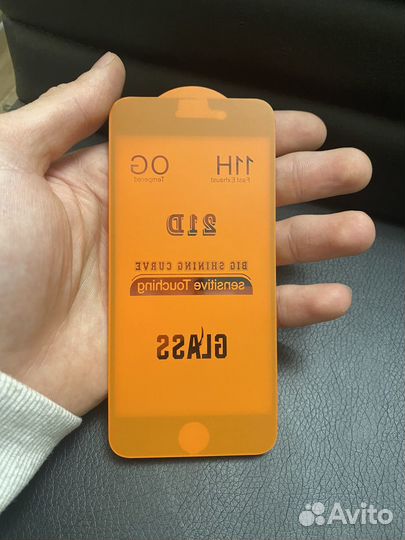 11H OG
Fast Exhaust Tempered
21D
BIG SHINING CURVE
sensitive Touching
GLASS
Avito